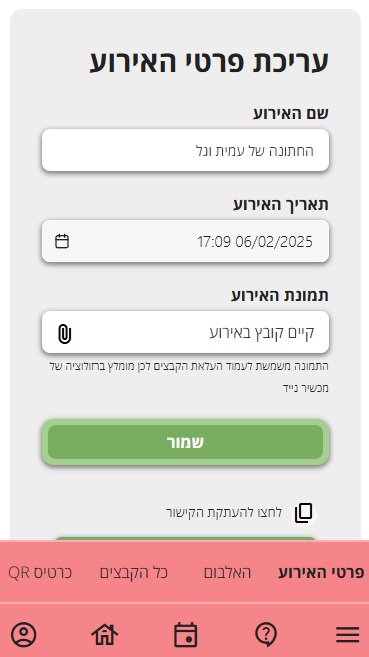 עריכת פרטי האירוע
שם האירוע
החתונה של עמית וגל
תאריך האירוע
06/02/2025 17:09
תמונת האירוע
קיים קובץ באירוע
התמונה משמשת לעמוד העלאת הקבצים לכן מומלץ ברזולוציה של
מכשיר נייד
שמור
לחצו להעתקת הקישור
פרטי האירוע
האלבום
כל הקבצים
כרטיס QR